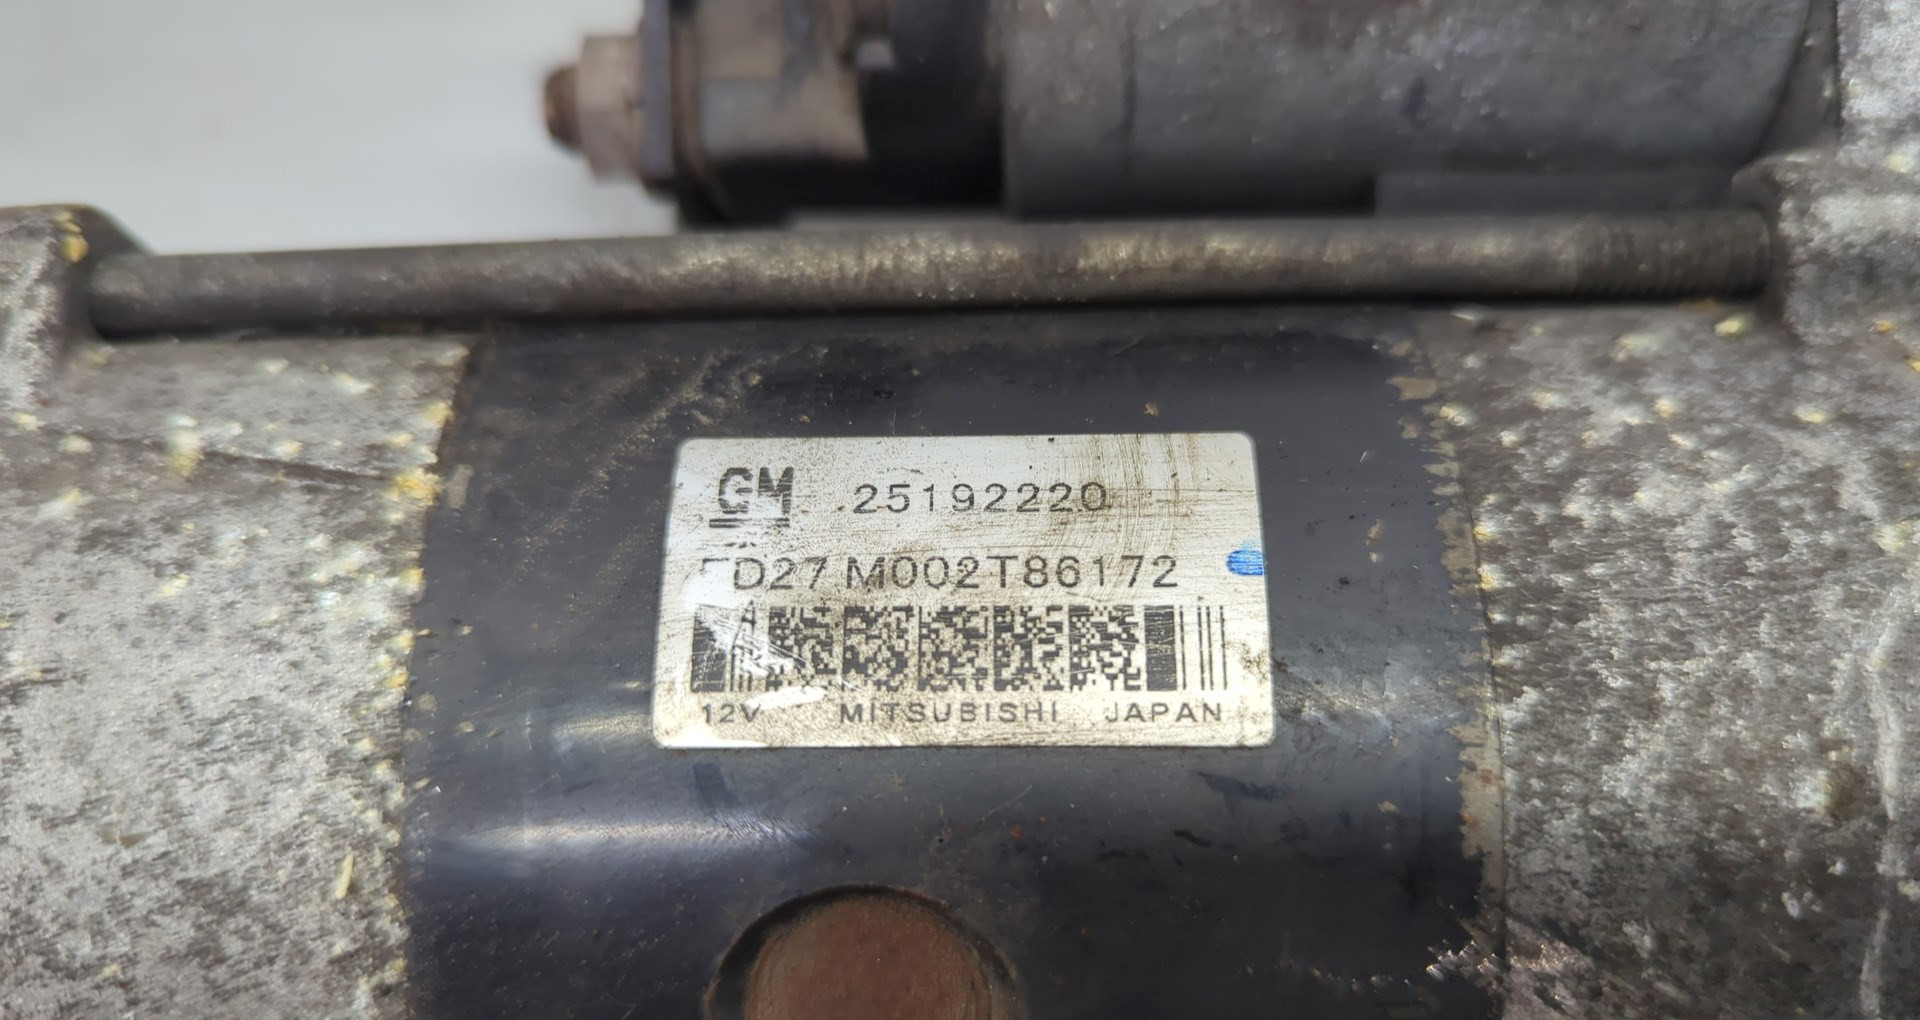 GM 25192220
D27 M002T86172
12V MITSUBISHI JAPAN